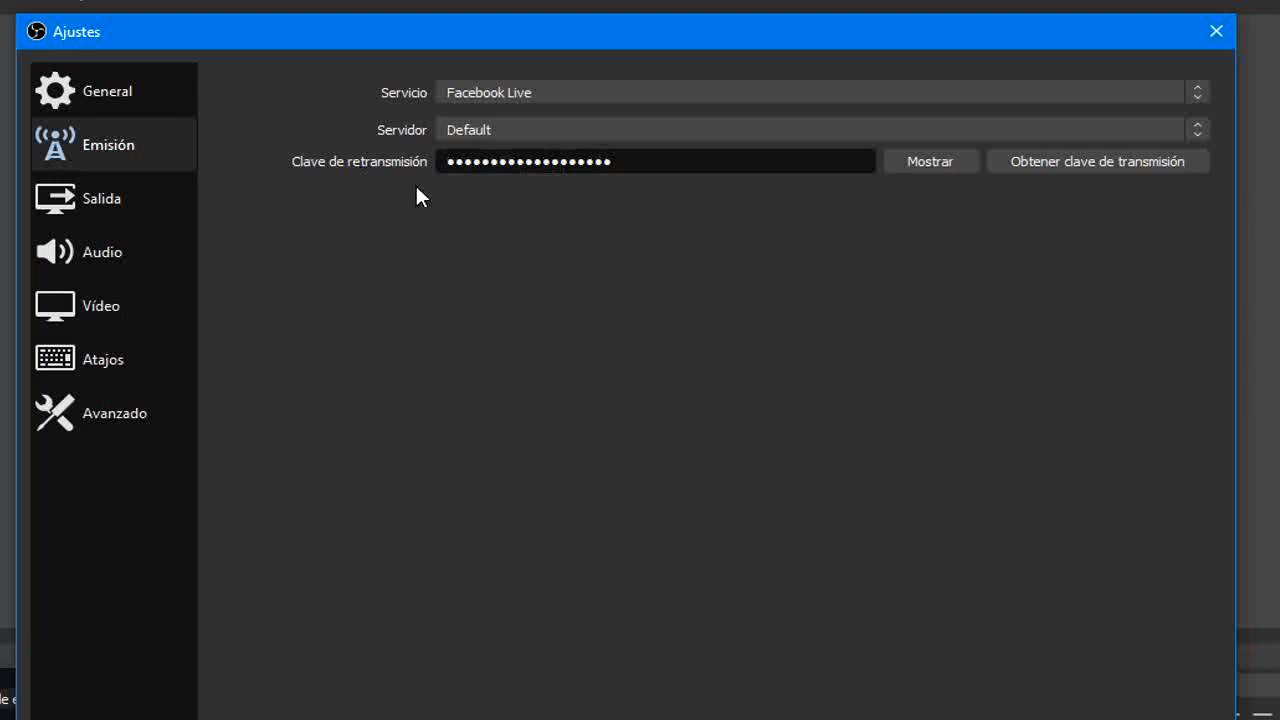 Ajustes
General
Emisión
Salida
Audio
Vídeo
Atajos
Avanzado
Servicio
Facebook Live
Servidor
Default
Clave de retransmisión
●●●●●●●●●●●●●●●●●●●
Mostrar
Obtener clave de transmisión